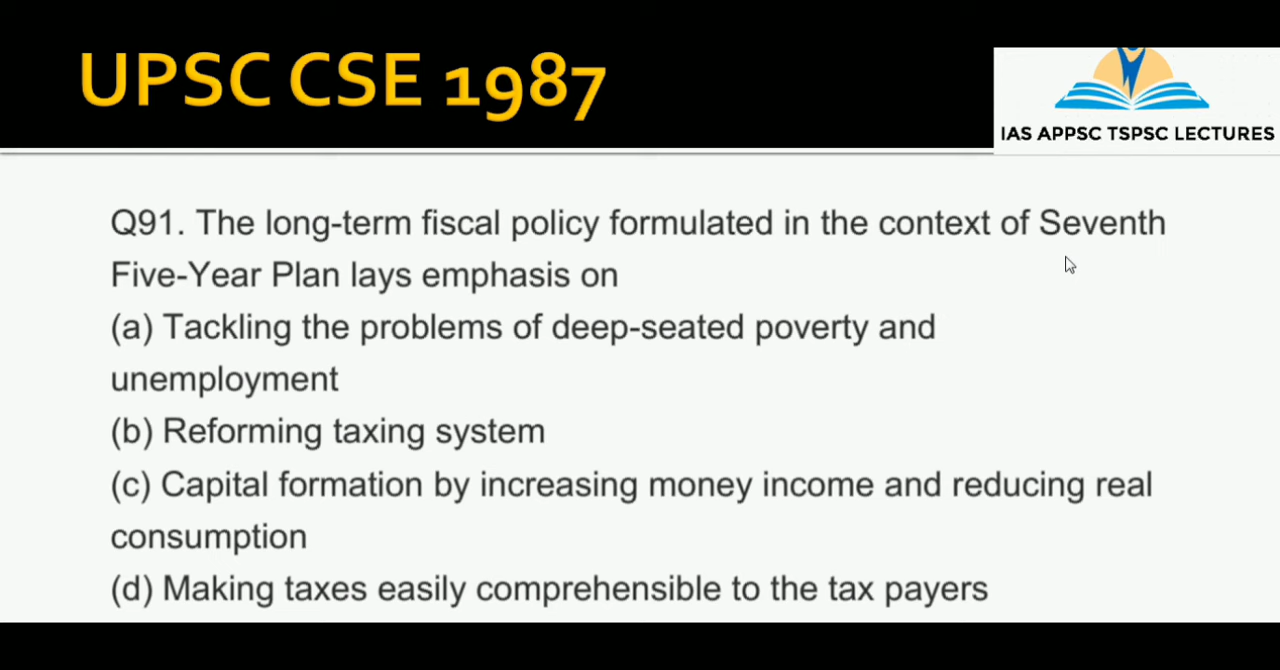 UPSC CSE 1987
IAS APPSC TSPSC LECTURES
Q91. The long-term fiscal policy formulated in the context of Seventh
Five-Year Plan lays emphasis on
(a) Tackling the problems of deep-seated poverty and
unemployment
(b) Reforming taxing system
(c) Capital formation by increasing money income and reducing real
consumption
(d) Making taxes easily comprehensible to the tax payers